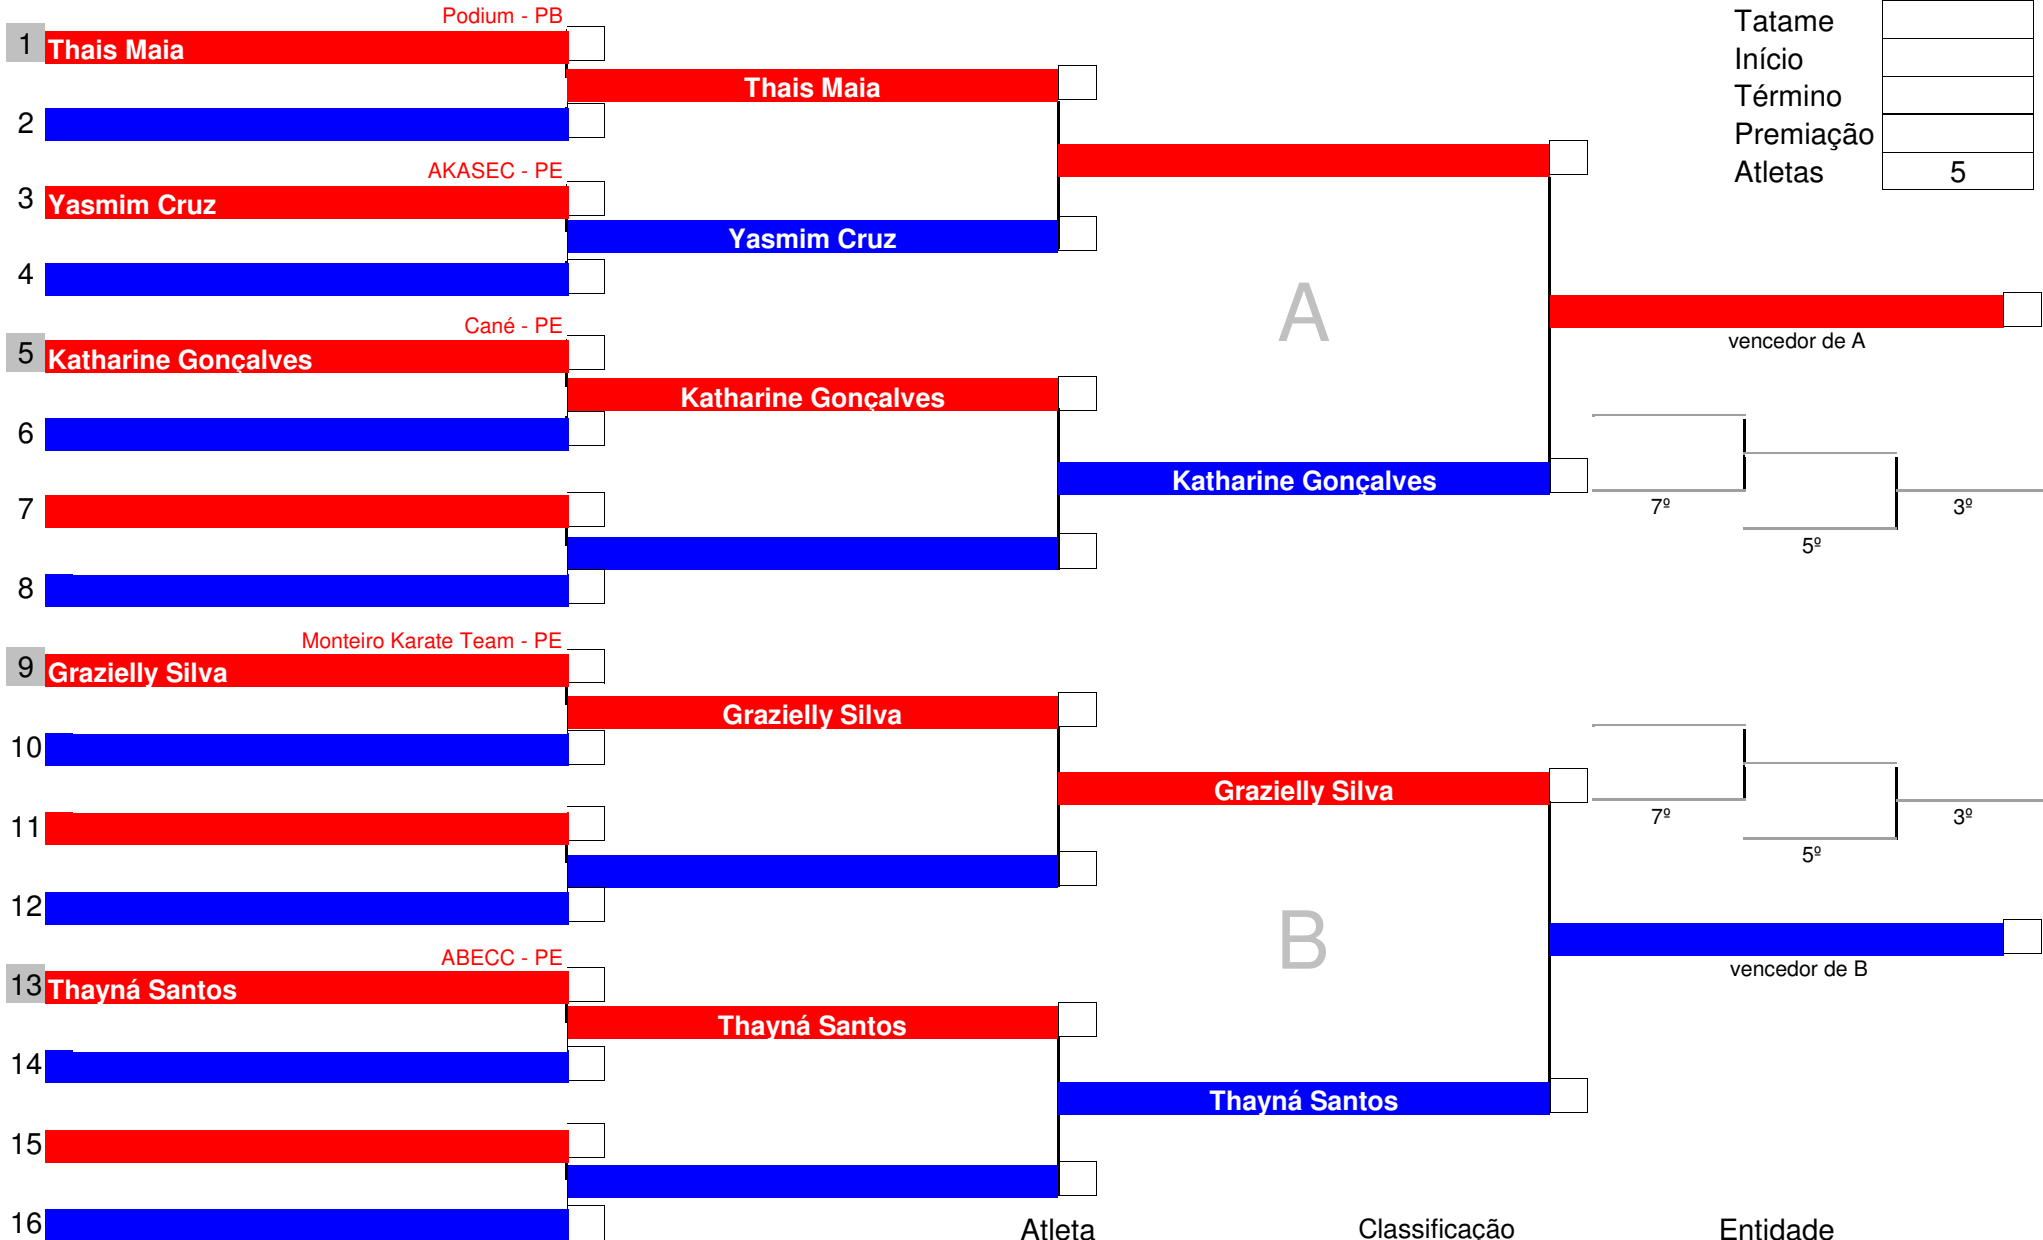 Podium - PB
1 Thais Maia
Thais Maia
2
AKASEC - PE
3 Yasmim Cruz
Yasmim Cruz
4
Cané - PE
5 Katharine Gonçalves
Katharine Gonçalves
6
Katharine Gonçalves
7
8
A
vencedor de A
7º
5º
3º
Monteiro Karate Team - PE
9 Grazielly Silva
Grazielly Silva
10
Grazielly Silva
11
12
ABECC - PE
13 Thayná Santos
Thayná Santos
14
Thayná Santos
15
16
B
vencedor de B
7º
5º
3º
Tatame
Início
Término
Premiação
Atletas 5
Atleta Classificação Entidade